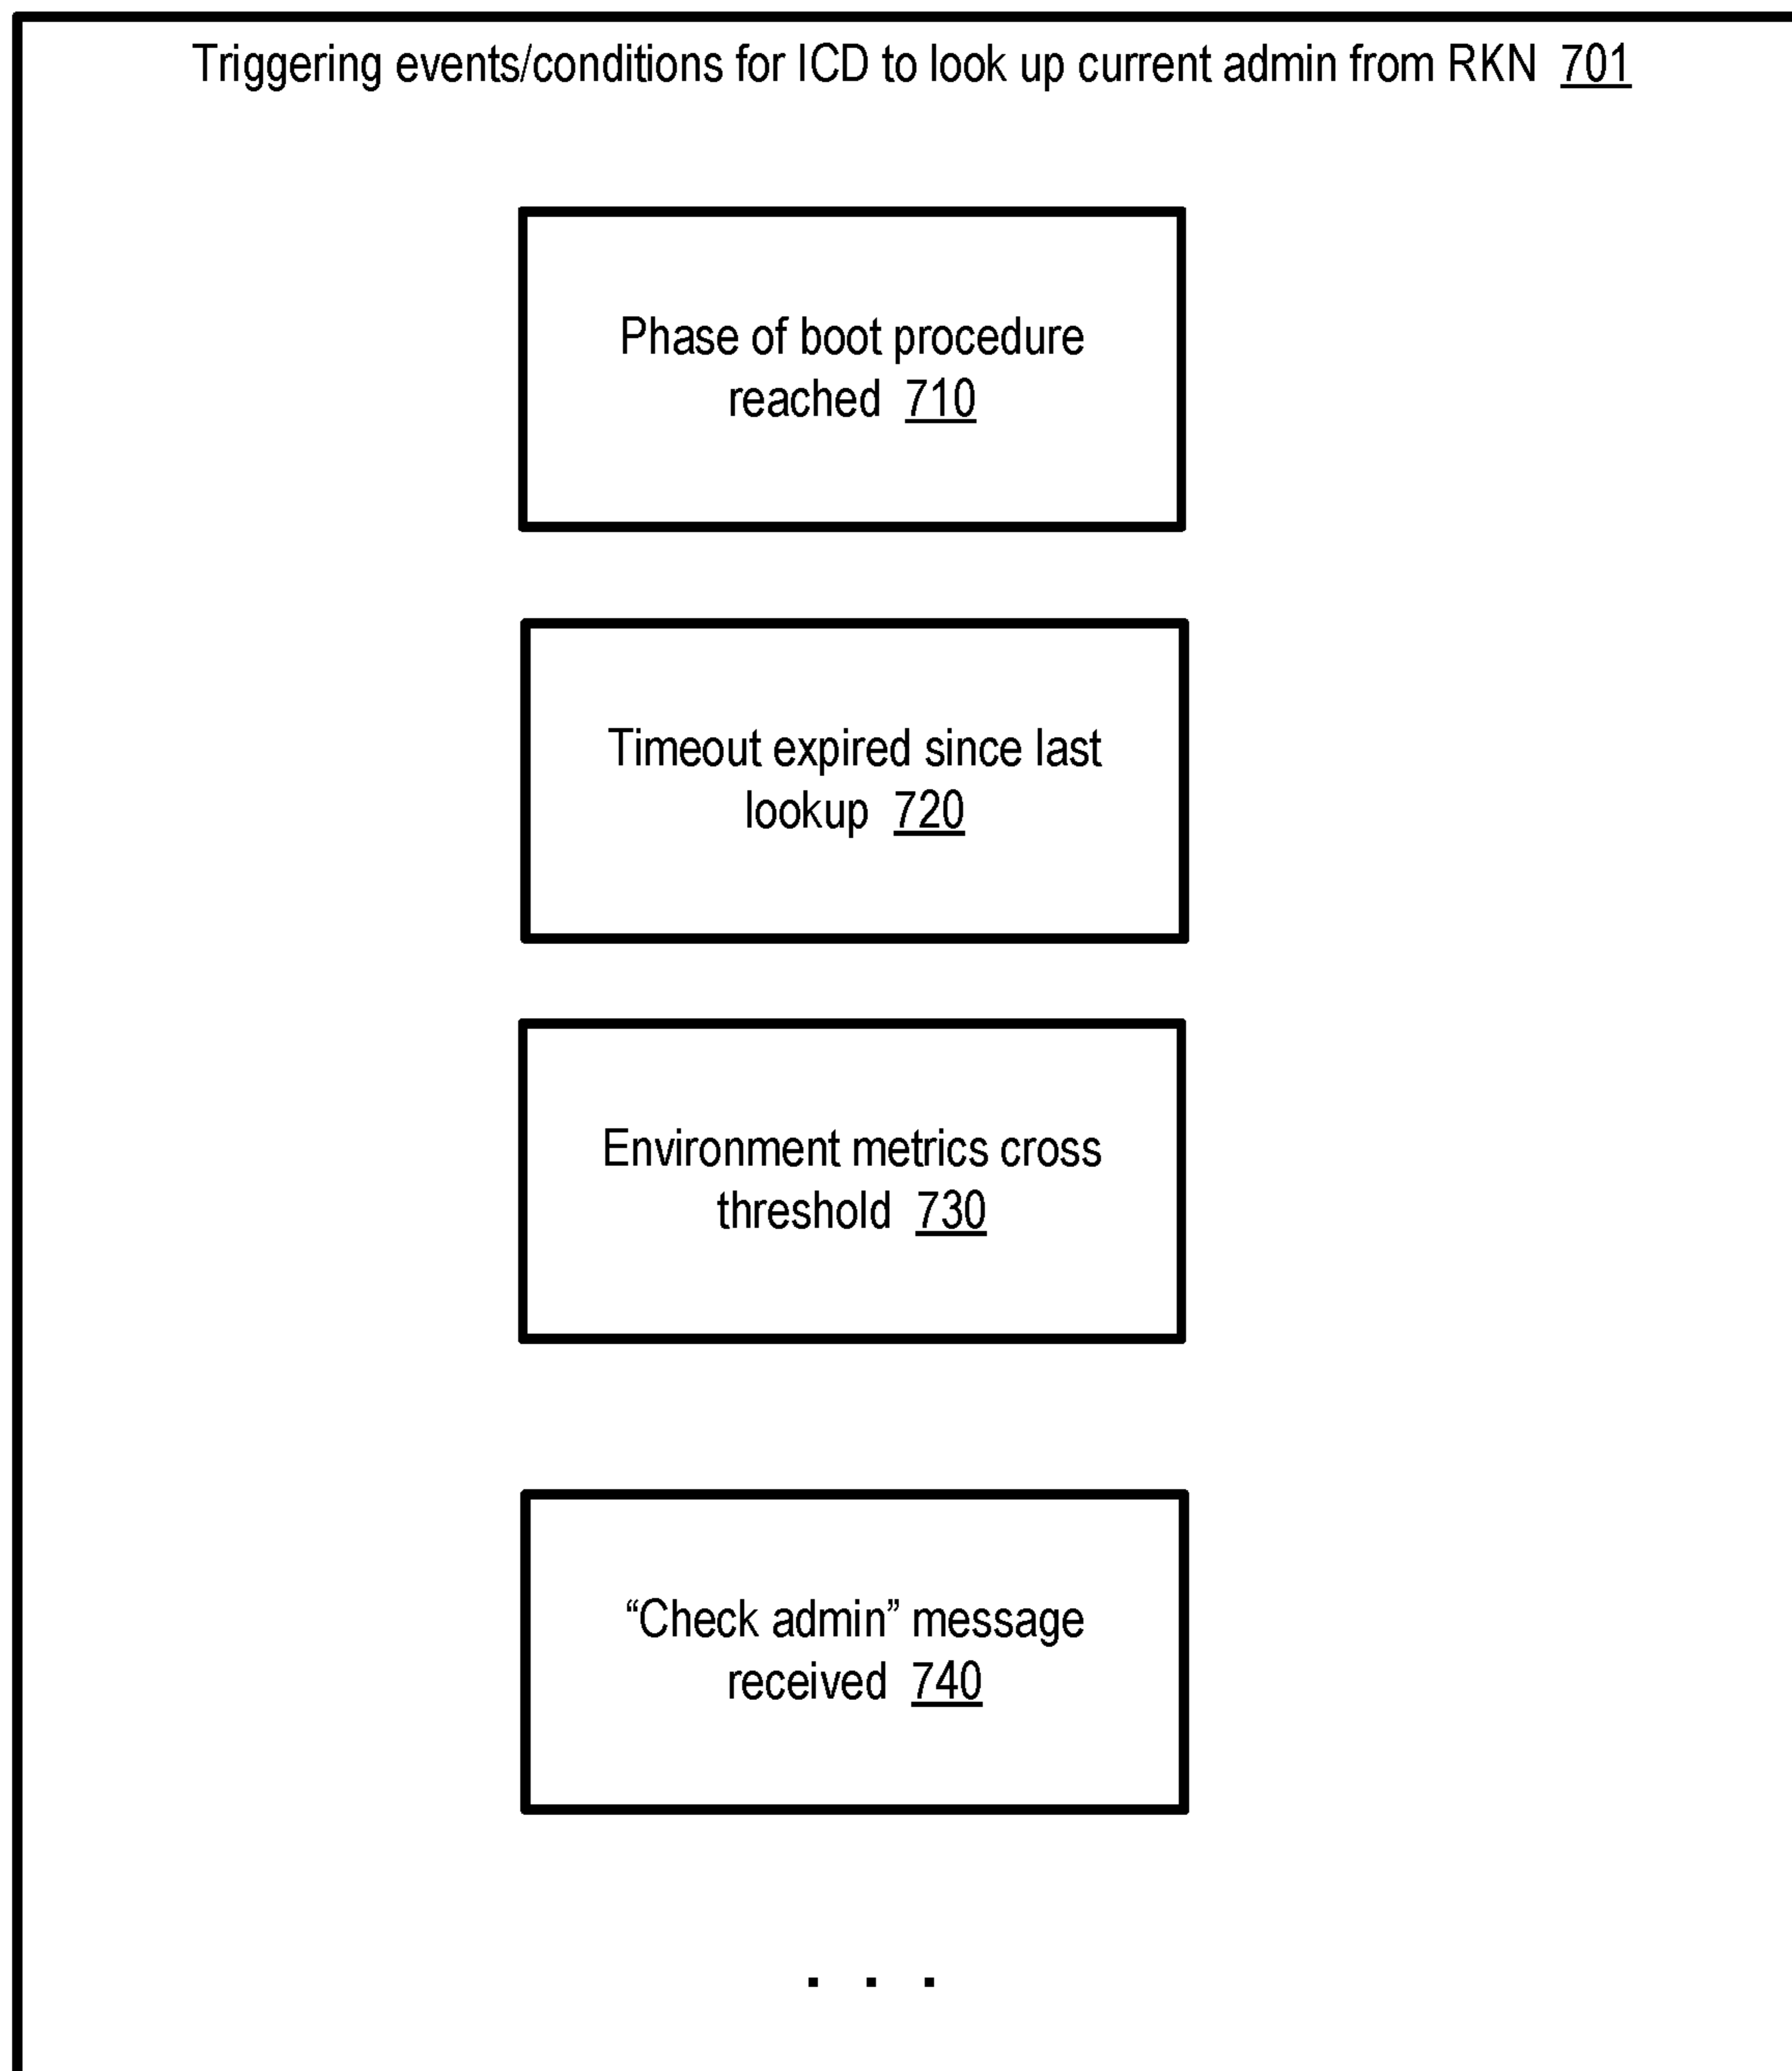 Triggering events/conditions for ICD to look up current admin from RKN 701
Phase of boot procedure
reached 710
Timeout expired since last
lookup 720
Environment metrics cross
threshold 730
“Check admin” message
received 740
. . .